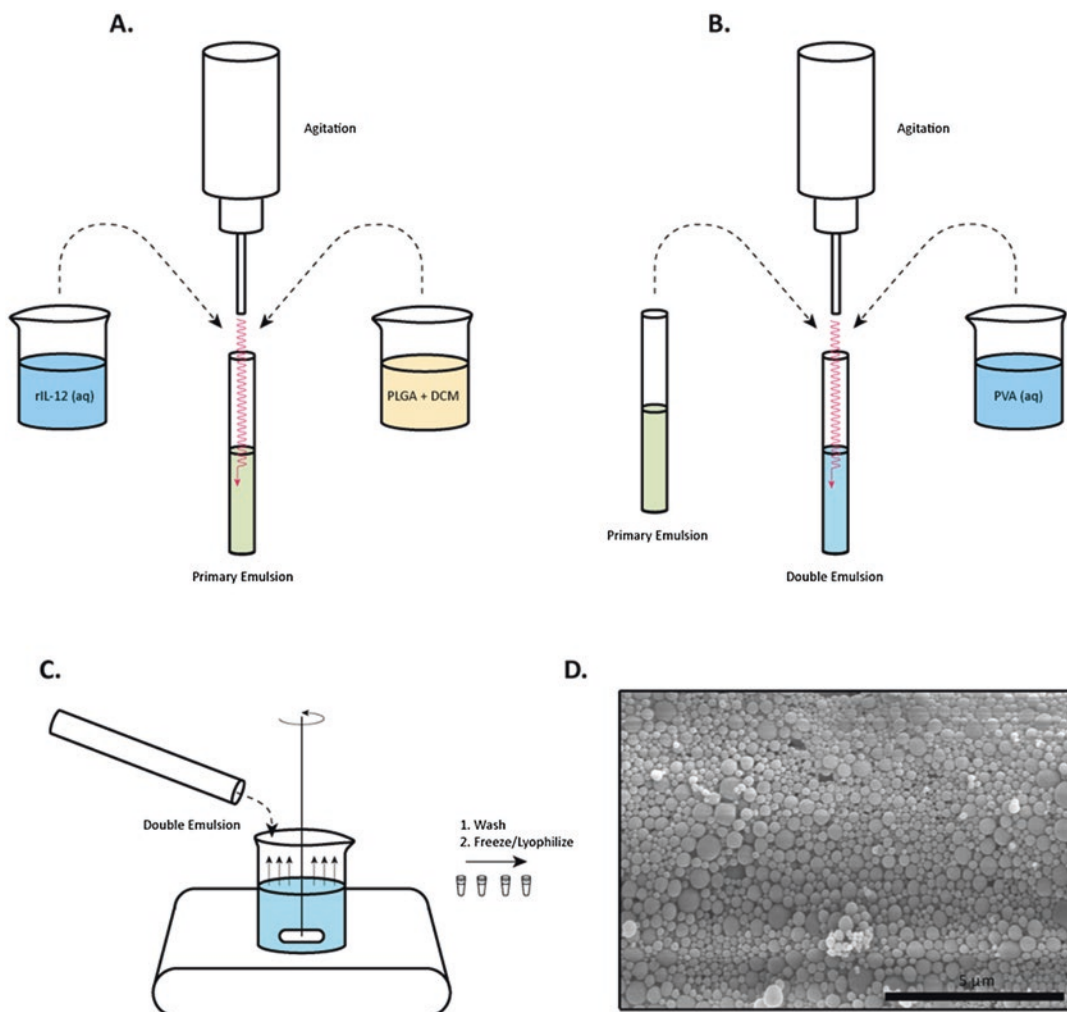 A.
Agitation
rIL-12 (aq)
PLGA + DCM
Primary Emulsion
B.
Agitation
PVA (aq)
Primary Emulsion
Double Emulsion
C.
Double Emulsion
1. Wash
2. Freeze/Lyophilize
D.
5 µm